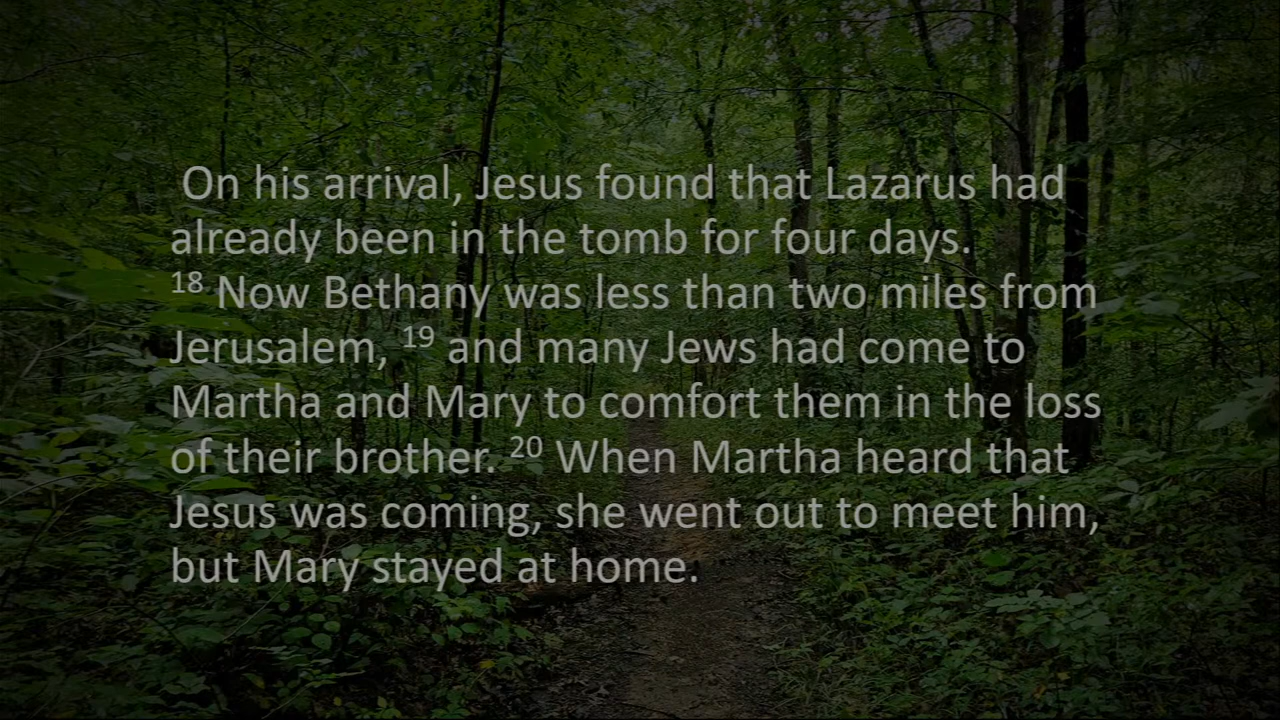 On his arrival, Jesus found that Lazarus had
already been in the tomb for four days.
18 Now Bethany was less than two miles from
Jerusalem, 19 and many Jews had come to
Martha and Mary to comfort them in the loss
of their brother. 20 When Martha heard that
Jesus was coming, she went out to meet him,
but Mary stayed at home.